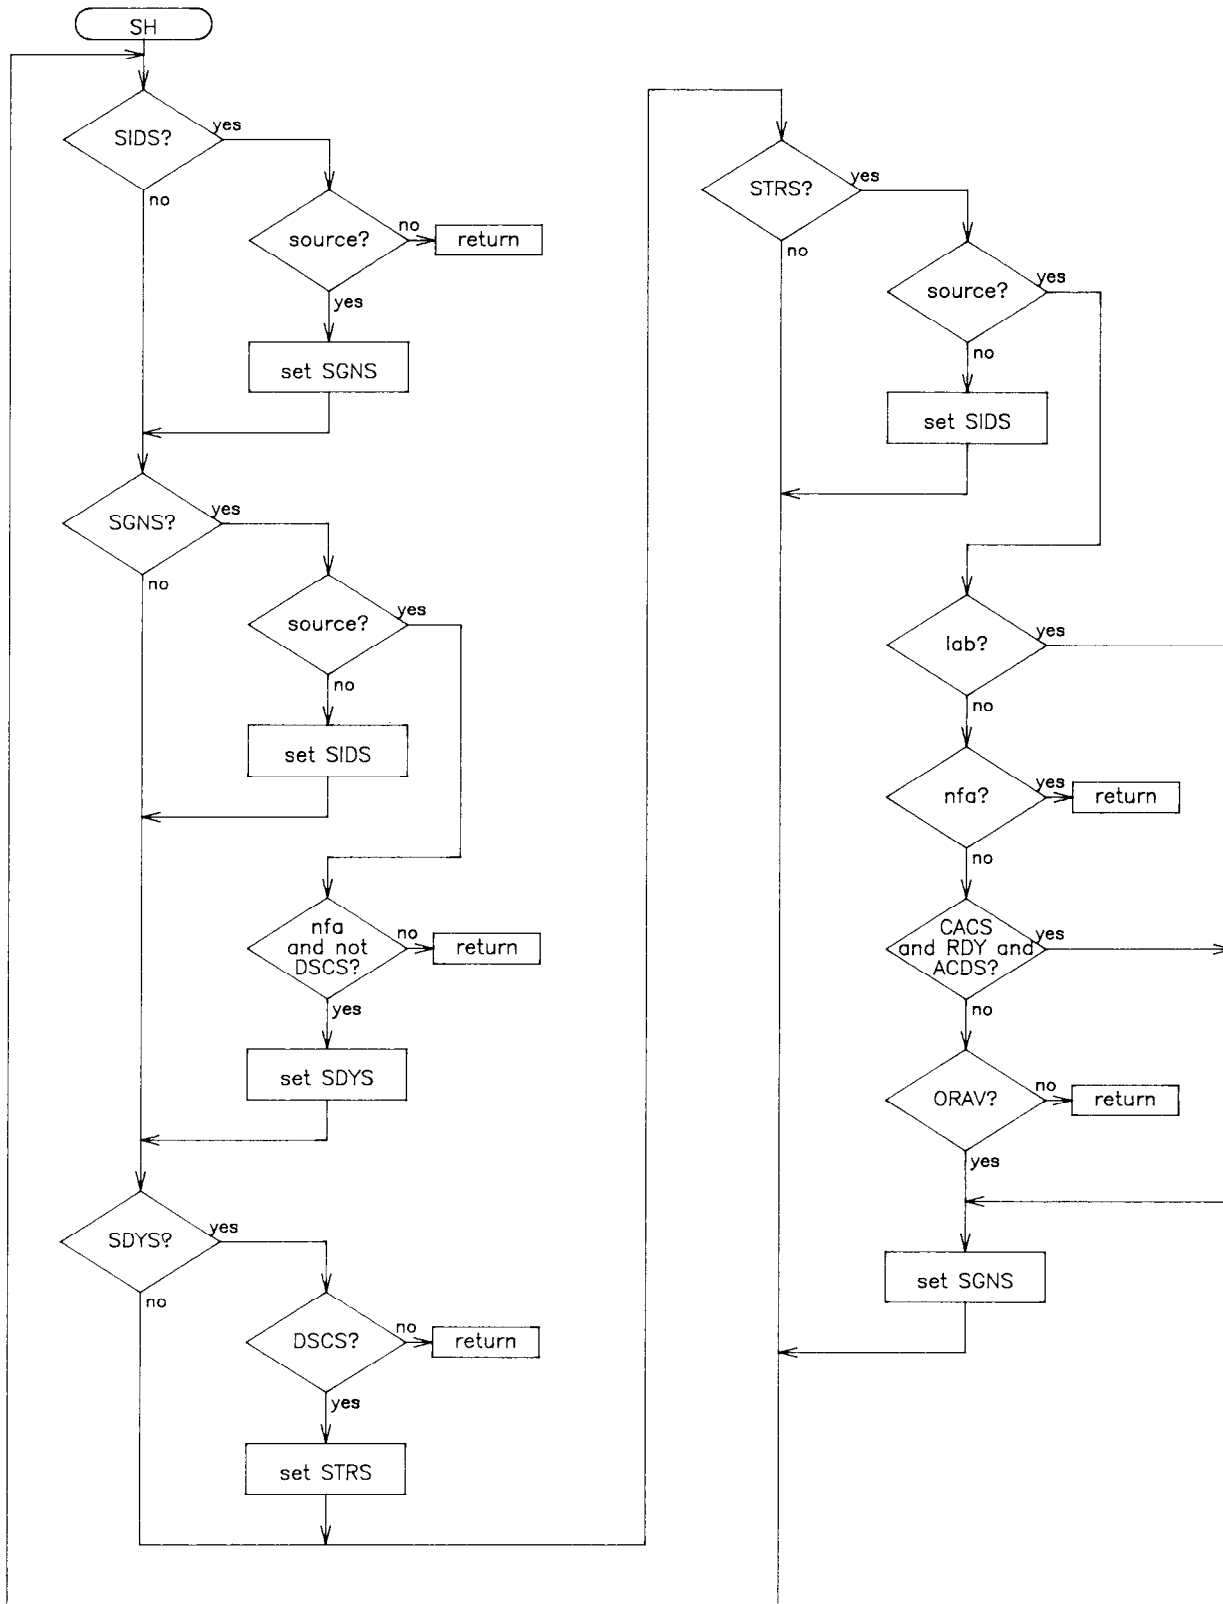 SH
SIDS?
yes
no
source?
no
return
yes
set SGNS
SGNS?
yes
no
source?
yes
no
set SIDS
nfa
and not
DSCS?
no
return
yes
set SDYS
SDYS?
yes
no
DSCS?
no
return
yes
set STRS
STRS?
yes
no
source?
yes
no
set SIDS
lab?
yes
no
nfa?
yes
return
no
CACS
and RDY and
ACDS?
yes
no
ORAV?
no
return
yes
set SGNS